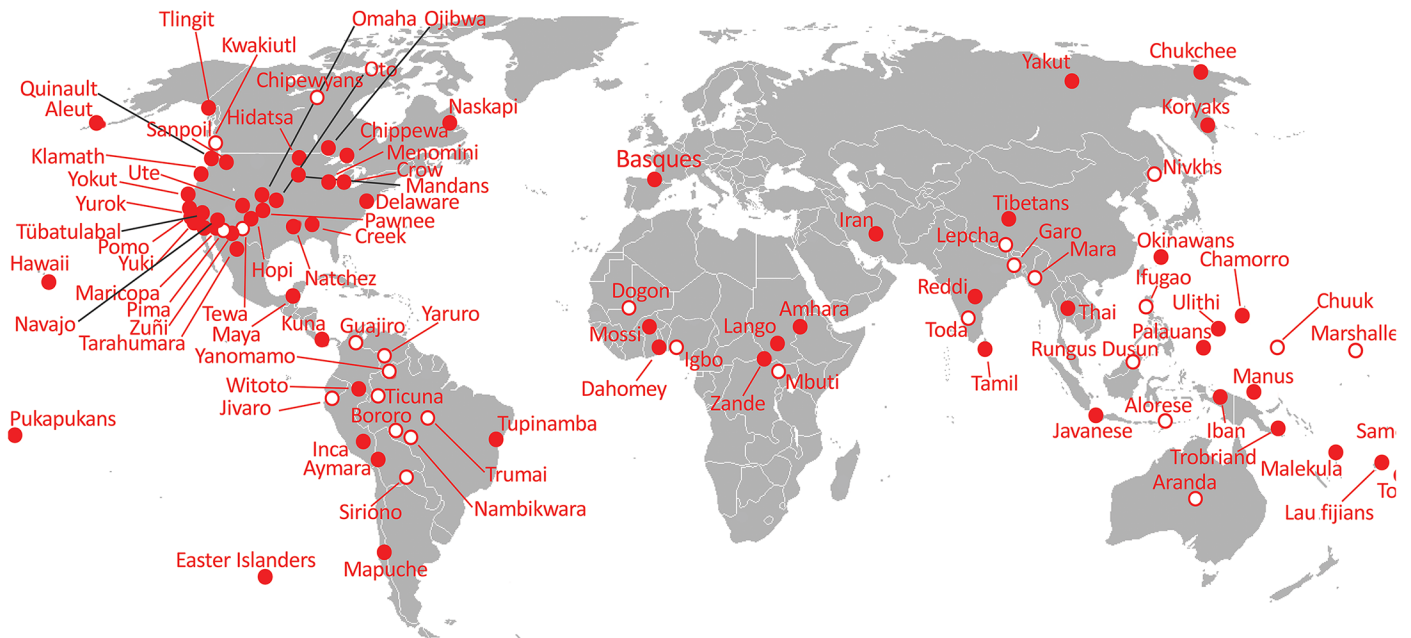 Tlingit
Omaha
Ojibwa
Kwakiutl
Chipewyans
Oto
Quinault
Aleut
Sanpoil
Hidatsa
Naskapi
Chippewa
Menomini
Crow
Mandans
Delaware
Pawnee
Creek
Klamath
Ute
Yokut
Yurok
Tübatulabal
Pomo
Yuki
Hawaii
Maricopa
Pima
Zuñi
Navajo
Tarahumara
Tewa
Maya
Hopi
Natchez
Kuna
Guajiro
Yaruro
Yanomamo
Witoto
Jivaro
Ticuna
Bororo
Tupinamba
Pukapukans
Inca
Aymara
Trumai
Siriono
Nambikwara
Easter Islanders
Mapuche
Yakut
Chukchee
Koryaks
Basques
Nivkhs
Tibetans
Iran
Lepcha
Garo
Mara
Okinawans
Chamorro
Ifugao
Dogon
Amhara
Reddi
Ulithi
Chuuk
Mossi
Lango
Toda
Thai
Palauans
Marshalle
Igbo
Rungus Dusun
Dahomey
Mbuti
Tamil
Manus
Zande
Alorese
Javanese
Iban
Sam
Trobriand
Malekula
Aranda
To
Lau fijians